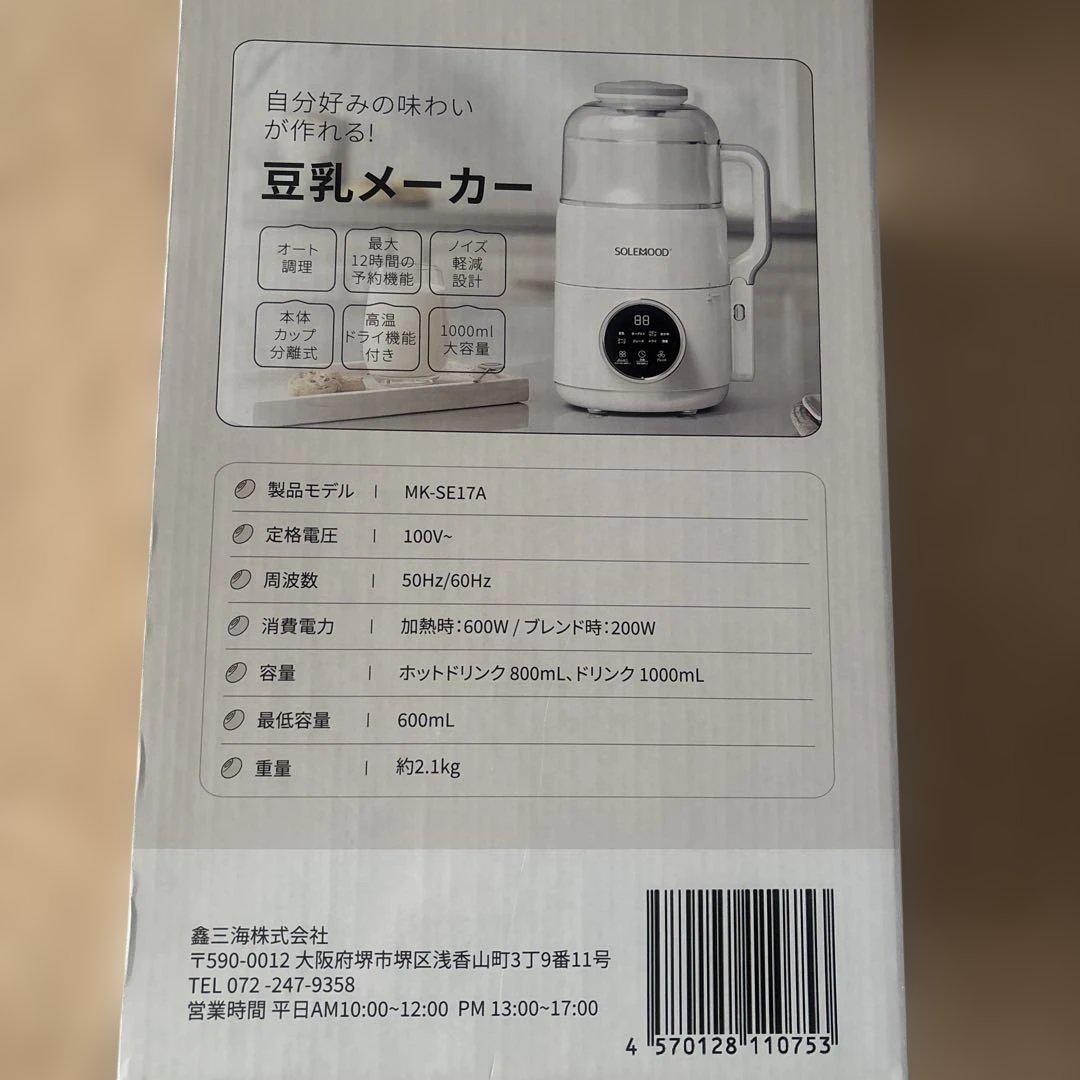 自分好みの味わい
が作れる!
豆乳メーカー
オート
調理
最大
12時間の
予約機能
ノイズ
軽減
設計
本体
カップ
分離式
高温
ドライ機能
付き
1000ml
大容量
SOLEMOOD
88
製品モデル | MK-SE17A
定格電圧 | 100V~
周波数 | 50Hz/60Hz
消費電力 | 加熱時:600W / ブレンド時:200W
容量 | ホットドリンク 800mL、ドリンク 1000mL
最低容量 | 600mL
重量 | 約2.1kg
鑫三海株式会社
〒590-0012 大阪府堺市堺区浅香山町3丁9番11号
TEL 072 -247-9358
営業時間 平日AM10:00~12:00 PM 13:00~17:00
4 570128 110753